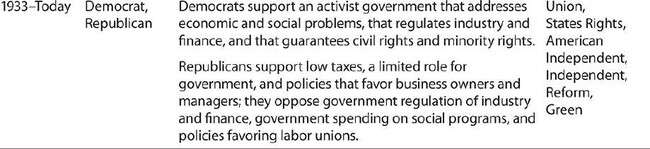 1933–Today
Democrat,
Republican
Democrats support an activist government that addresses
economic and social problems, that regulates industry and
finance, and that guarantees civil rights and minority rights.
Republicans support low taxes, a limited role for
government, and policies that favor business owners and
managers; they oppose government regulation of industry
and finance, government spending on social programs, and
policies favoring labor unions.
Union,
States Rights,
American
Independent,
Independent,
Reform,
Green